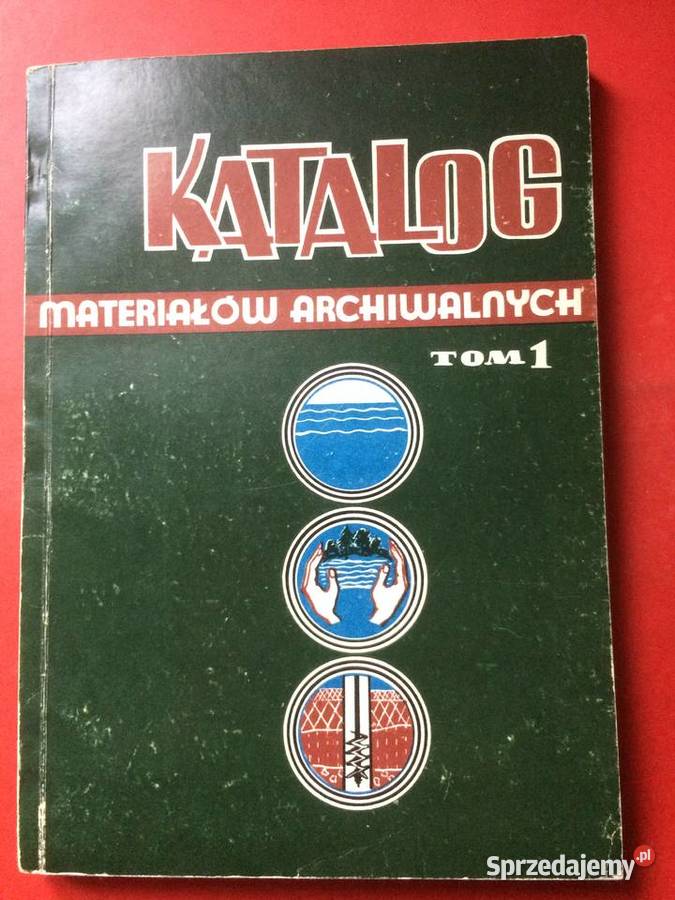 KATALOG
MATERIAŁÓW ARCHIWALNYCH
TOM 1
Sprzedajemy.pl